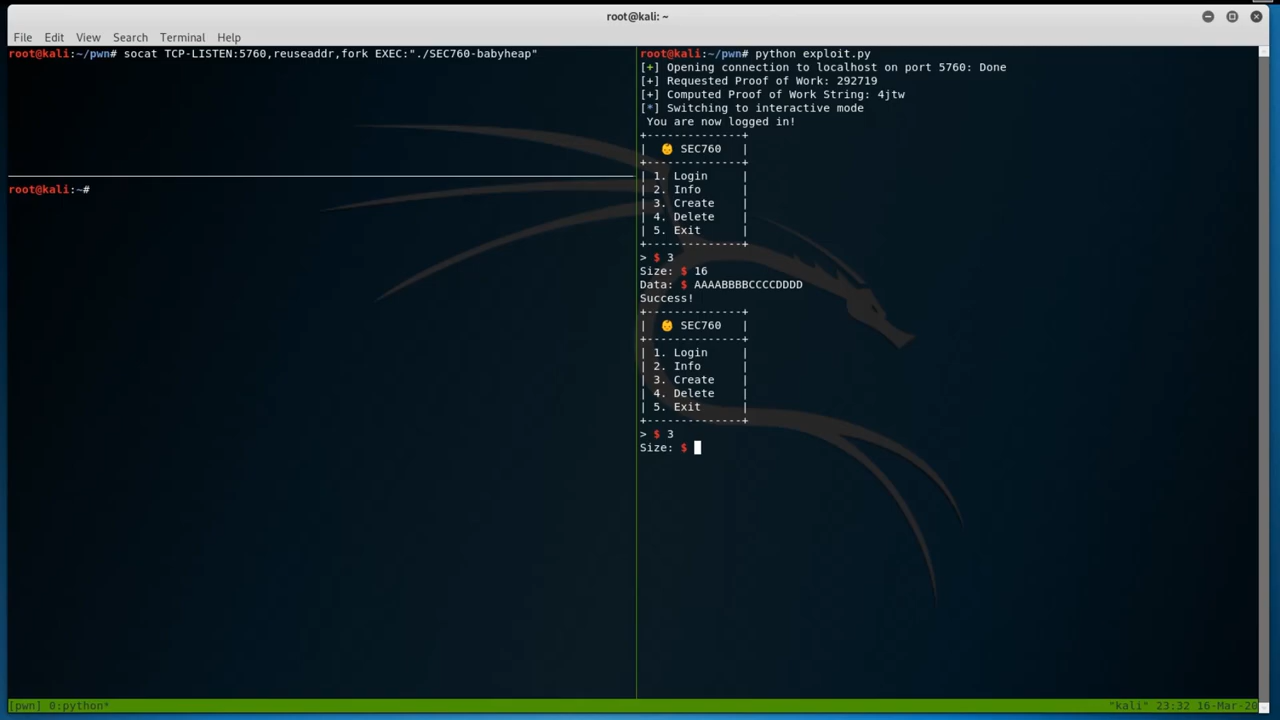 root@kali: ~
File Edit View Search Terminal Help
root@kali:~/pwn# socat TCP-LISTEN:5760,reuseaddr,fork EXEC:"./SEC760-babyheap"
root@kali:~#
root@kali:~/pwn# python exploit.py
[+] Opening connection to localhost on port 5760: Done
[+] Requested Proof of Work: 292719
[+] Computed Proof of Work String: 4jtw
[*] Switching to interactive mode
 You are now logged in!
+--------------+
|  👶 SEC760   |
+--------------+
| 1. Login     |
| 2. Info      |
| 3. Create    |
| 4. Delete    |
| 5. Exit      |
+--------------+
> $ 3
Size: $ 16
Data: $ AAAABBBBCCCCDDDD
Success!
+--------------+
|  👶 SEC760   |
+--------------+
| 1. Login     |
| 2. Info      |
| 3. Create    |
| 4. Delete    |
| 5. Exit      |
+--------------+
> $ 3
Size: $
[pwn] 0:python* "kali" 23:32 16-Mar-20